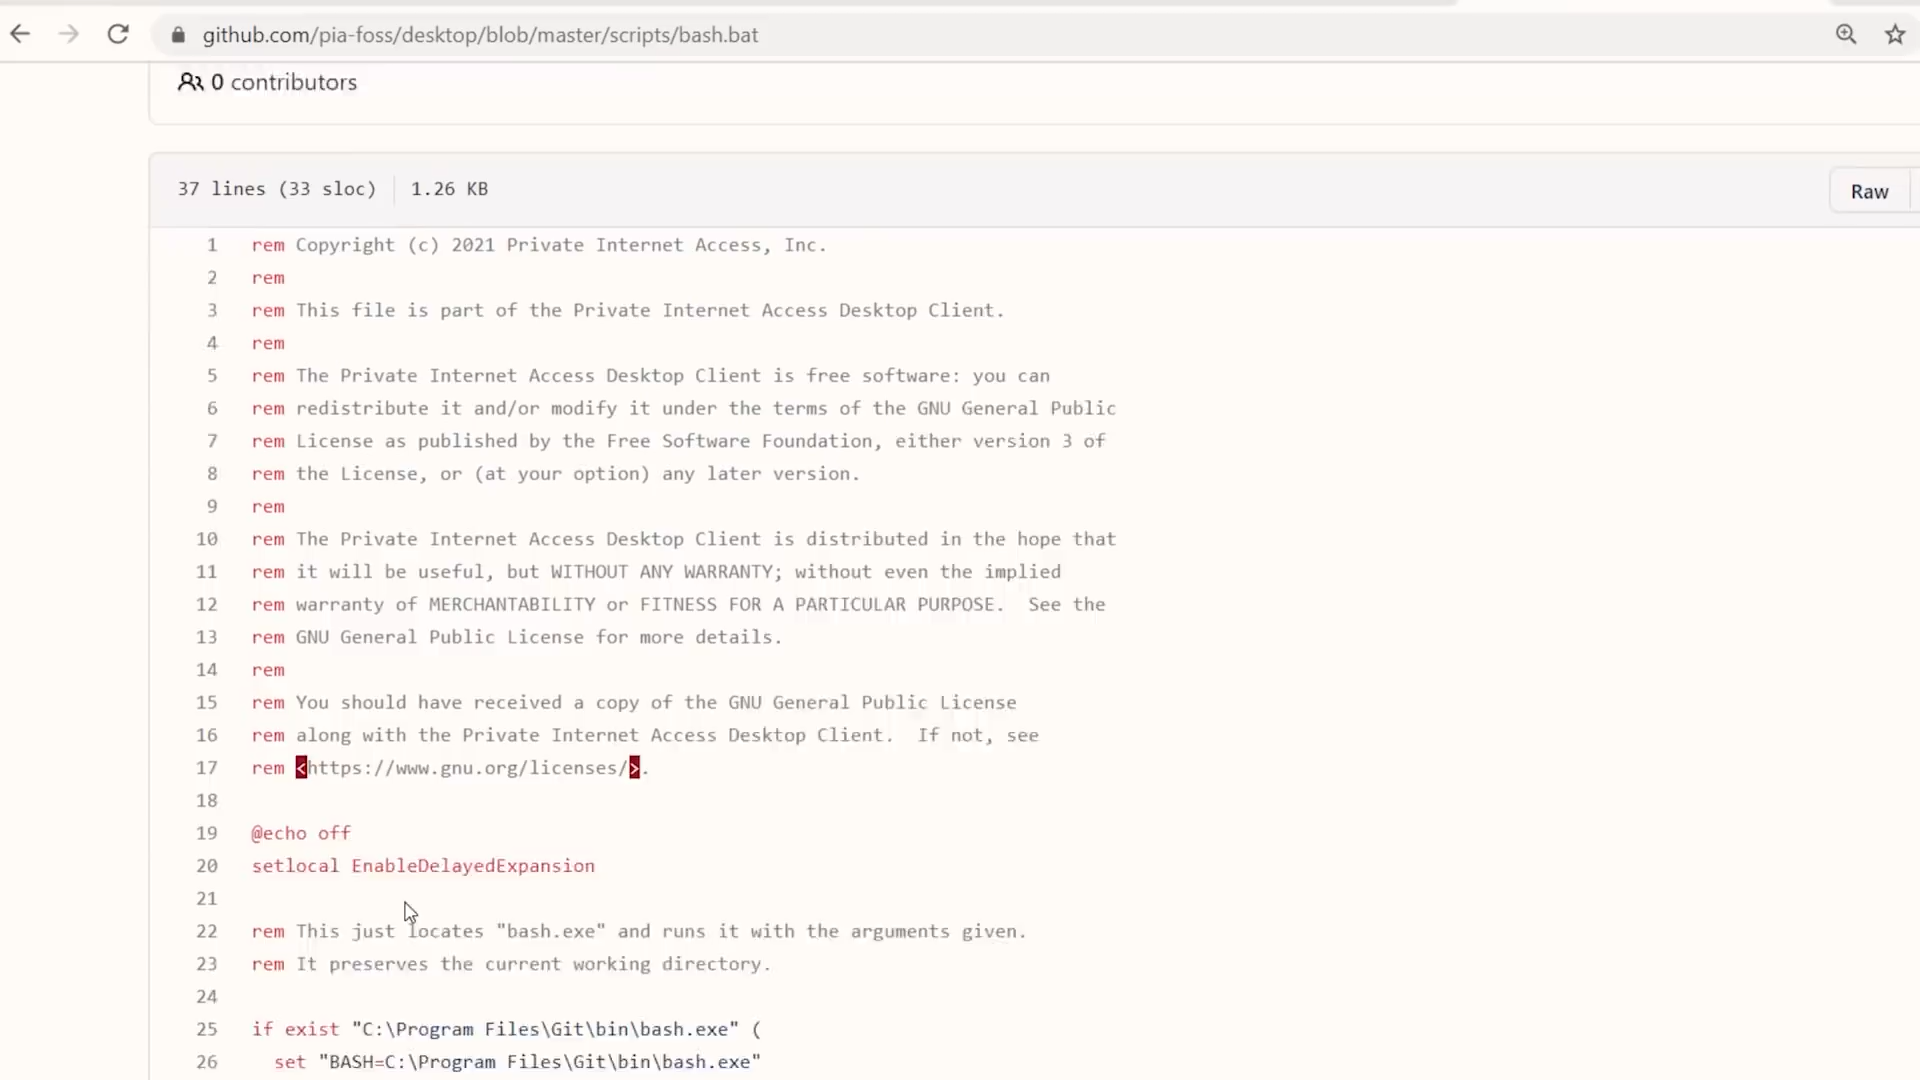 github.com/pia-foss/desktop/blob/master/scripts/bash.bat
0 contributors
37 lines (33 sloc) 1.26 KB
Raw
1 rem Copyright (c) 2021 Private Internet Access, Inc.
2 rem
3 rem This file is part of the Private Internet Access Desktop Client.
4 rem
5 rem The Private Internet Access Desktop Client is free software: you can
6 rem redistribute it and/or modify it under the terms of the GNU General Public
7 rem License as published by the Free Software Foundation, either version 3 of
8 rem the License, or (at your option) any later version.
9 rem
10 rem The Private Internet Access Desktop Client is distributed in the hope that
11 rem it will be useful, but WITHOUT ANY WARRANTY; without even the implied
12 rem warranty of MERCHANTABILITY or FITNESS FOR A PARTICULAR PURPOSE.  See the
13 rem GNU General Public License for more details.
14 rem
15 rem You should have received a copy of the GNU General Public License
16 rem along with the Private Internet Access Desktop Client.  If not, see
17 rem <https://www.gnu.org/licenses/>.
18
19 @echo off
20 setlocal EnableDelayedExpansion
21
22 rem This just locates "bash.exe" and runs it with the arguments given.
23 rem It preserves the current working directory.
24
25 if exist "C:\Program Files\Git\bin\bash.exe" (
26   set "BASH=C:\Program Files\Git\bin\bash.exe"